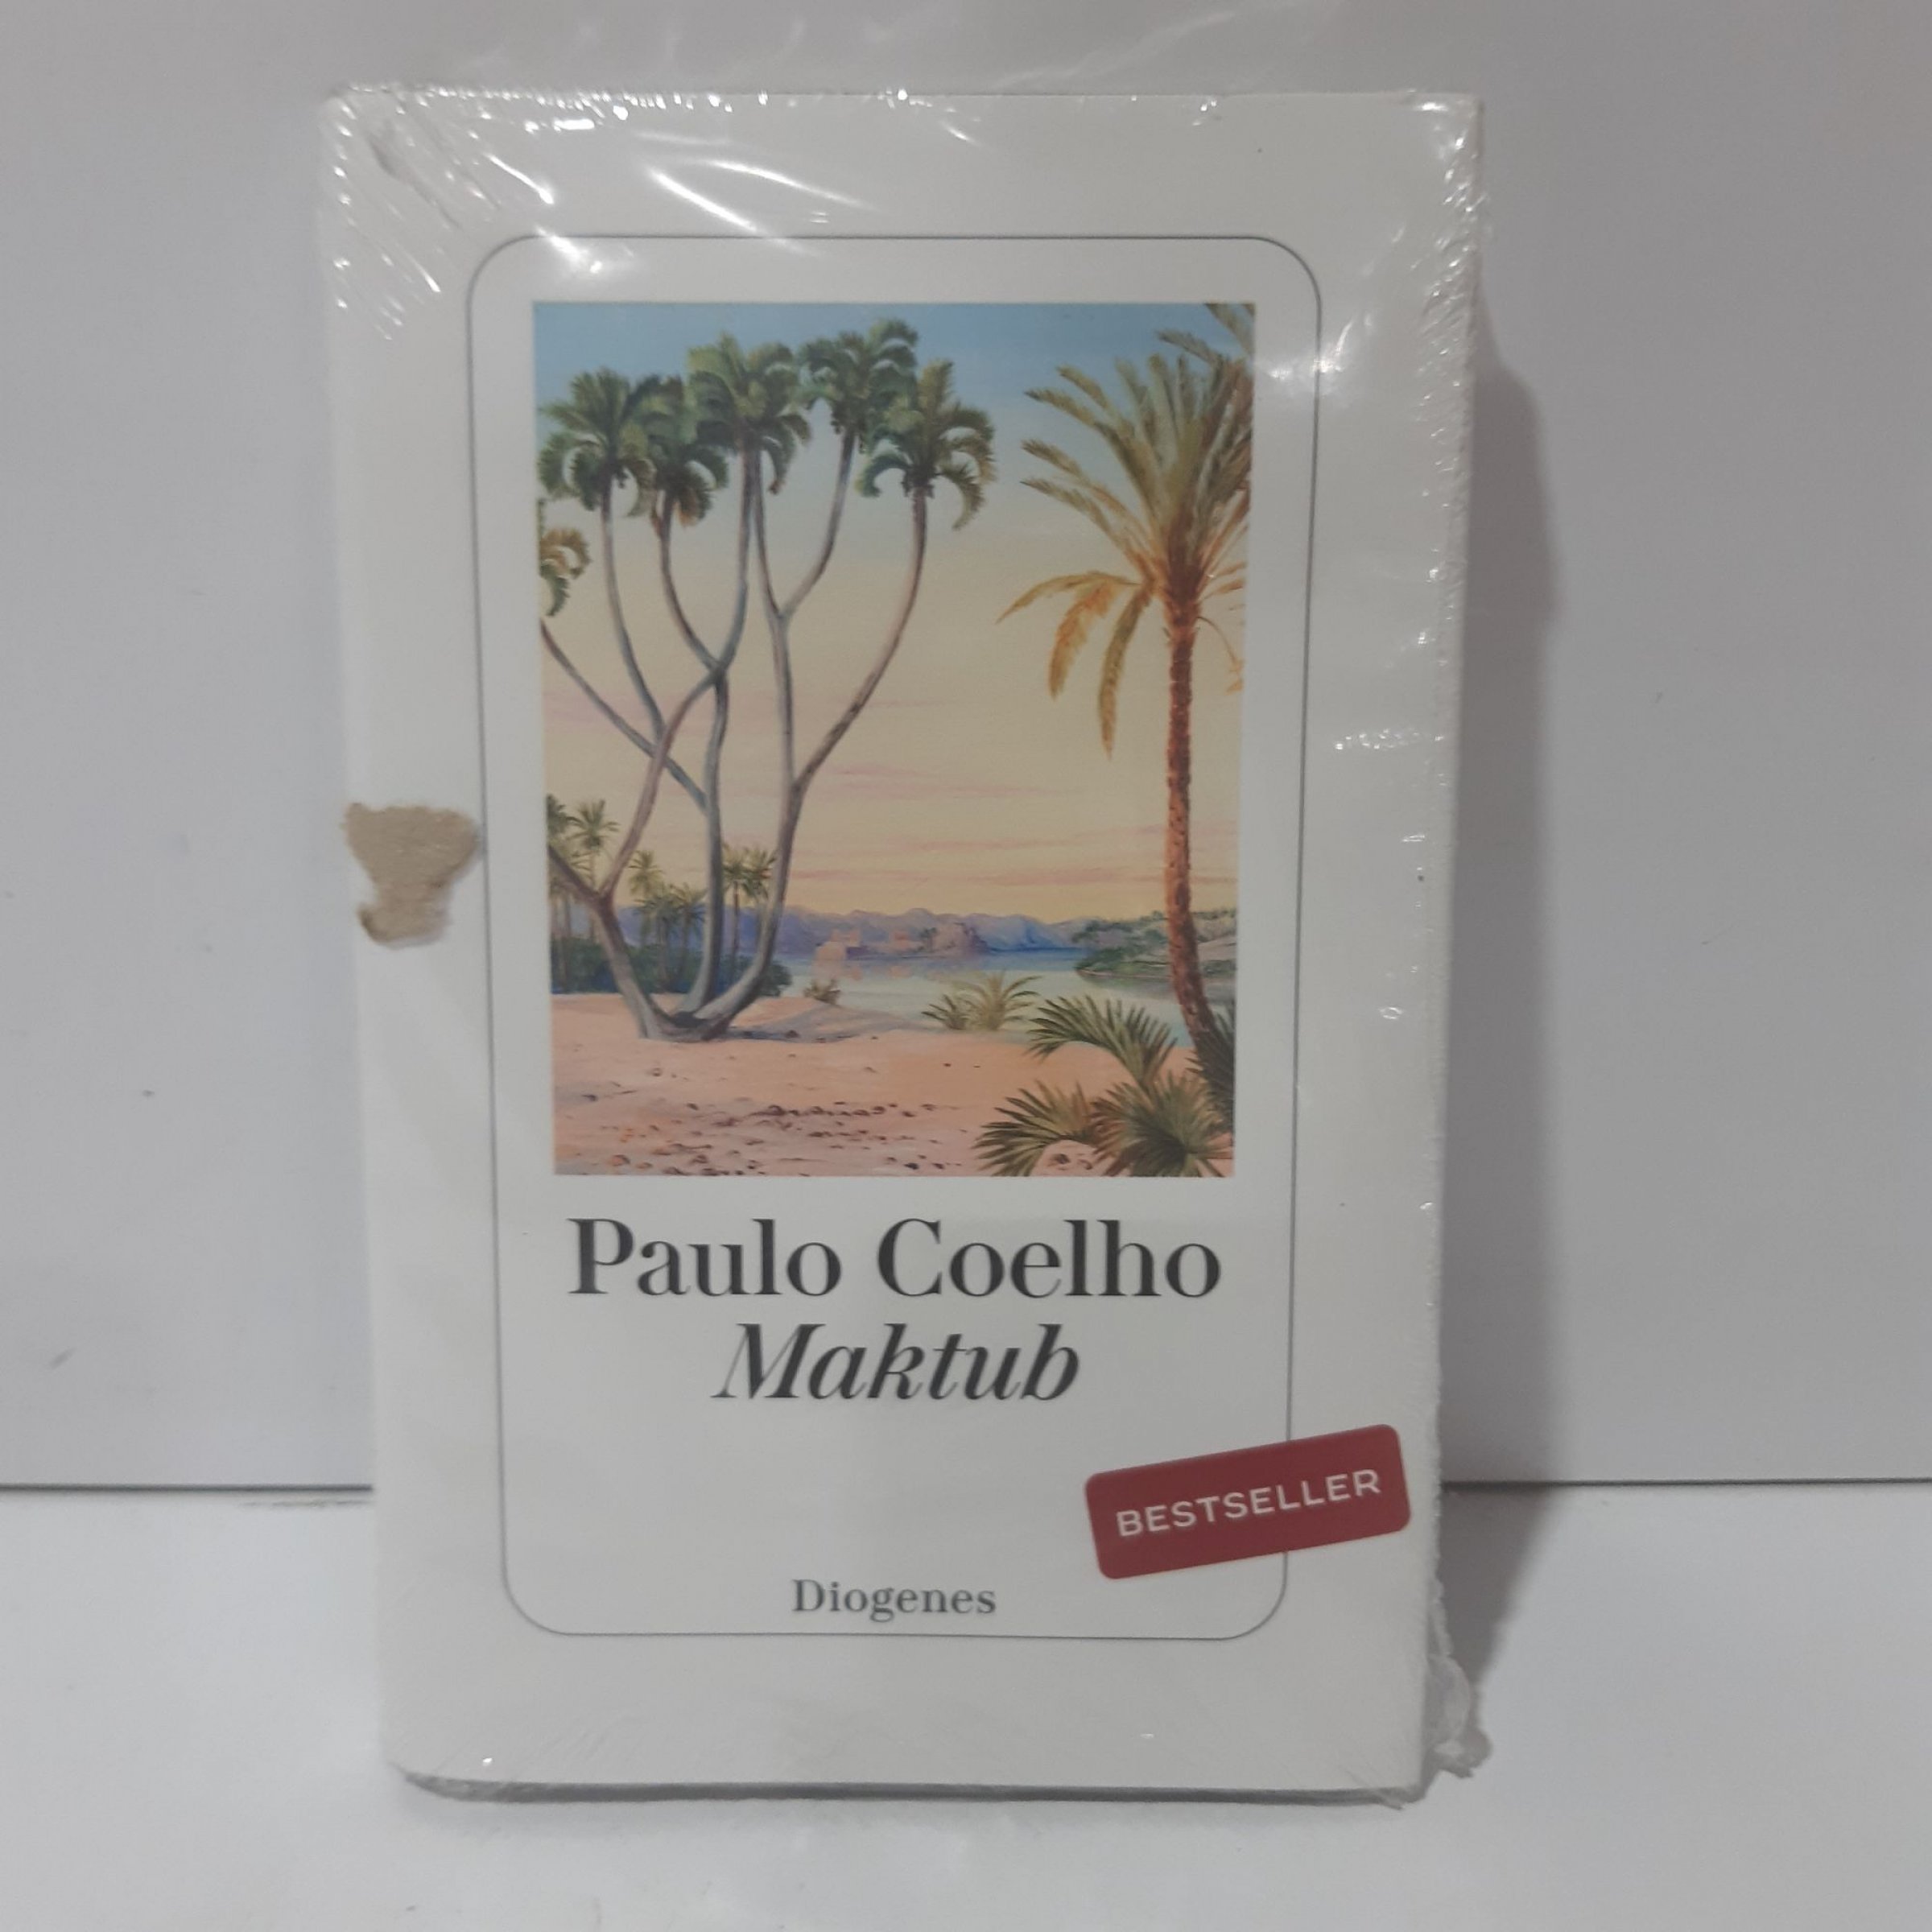 Paulo Coelho
Maktub
BESTSELLER
Diogenes